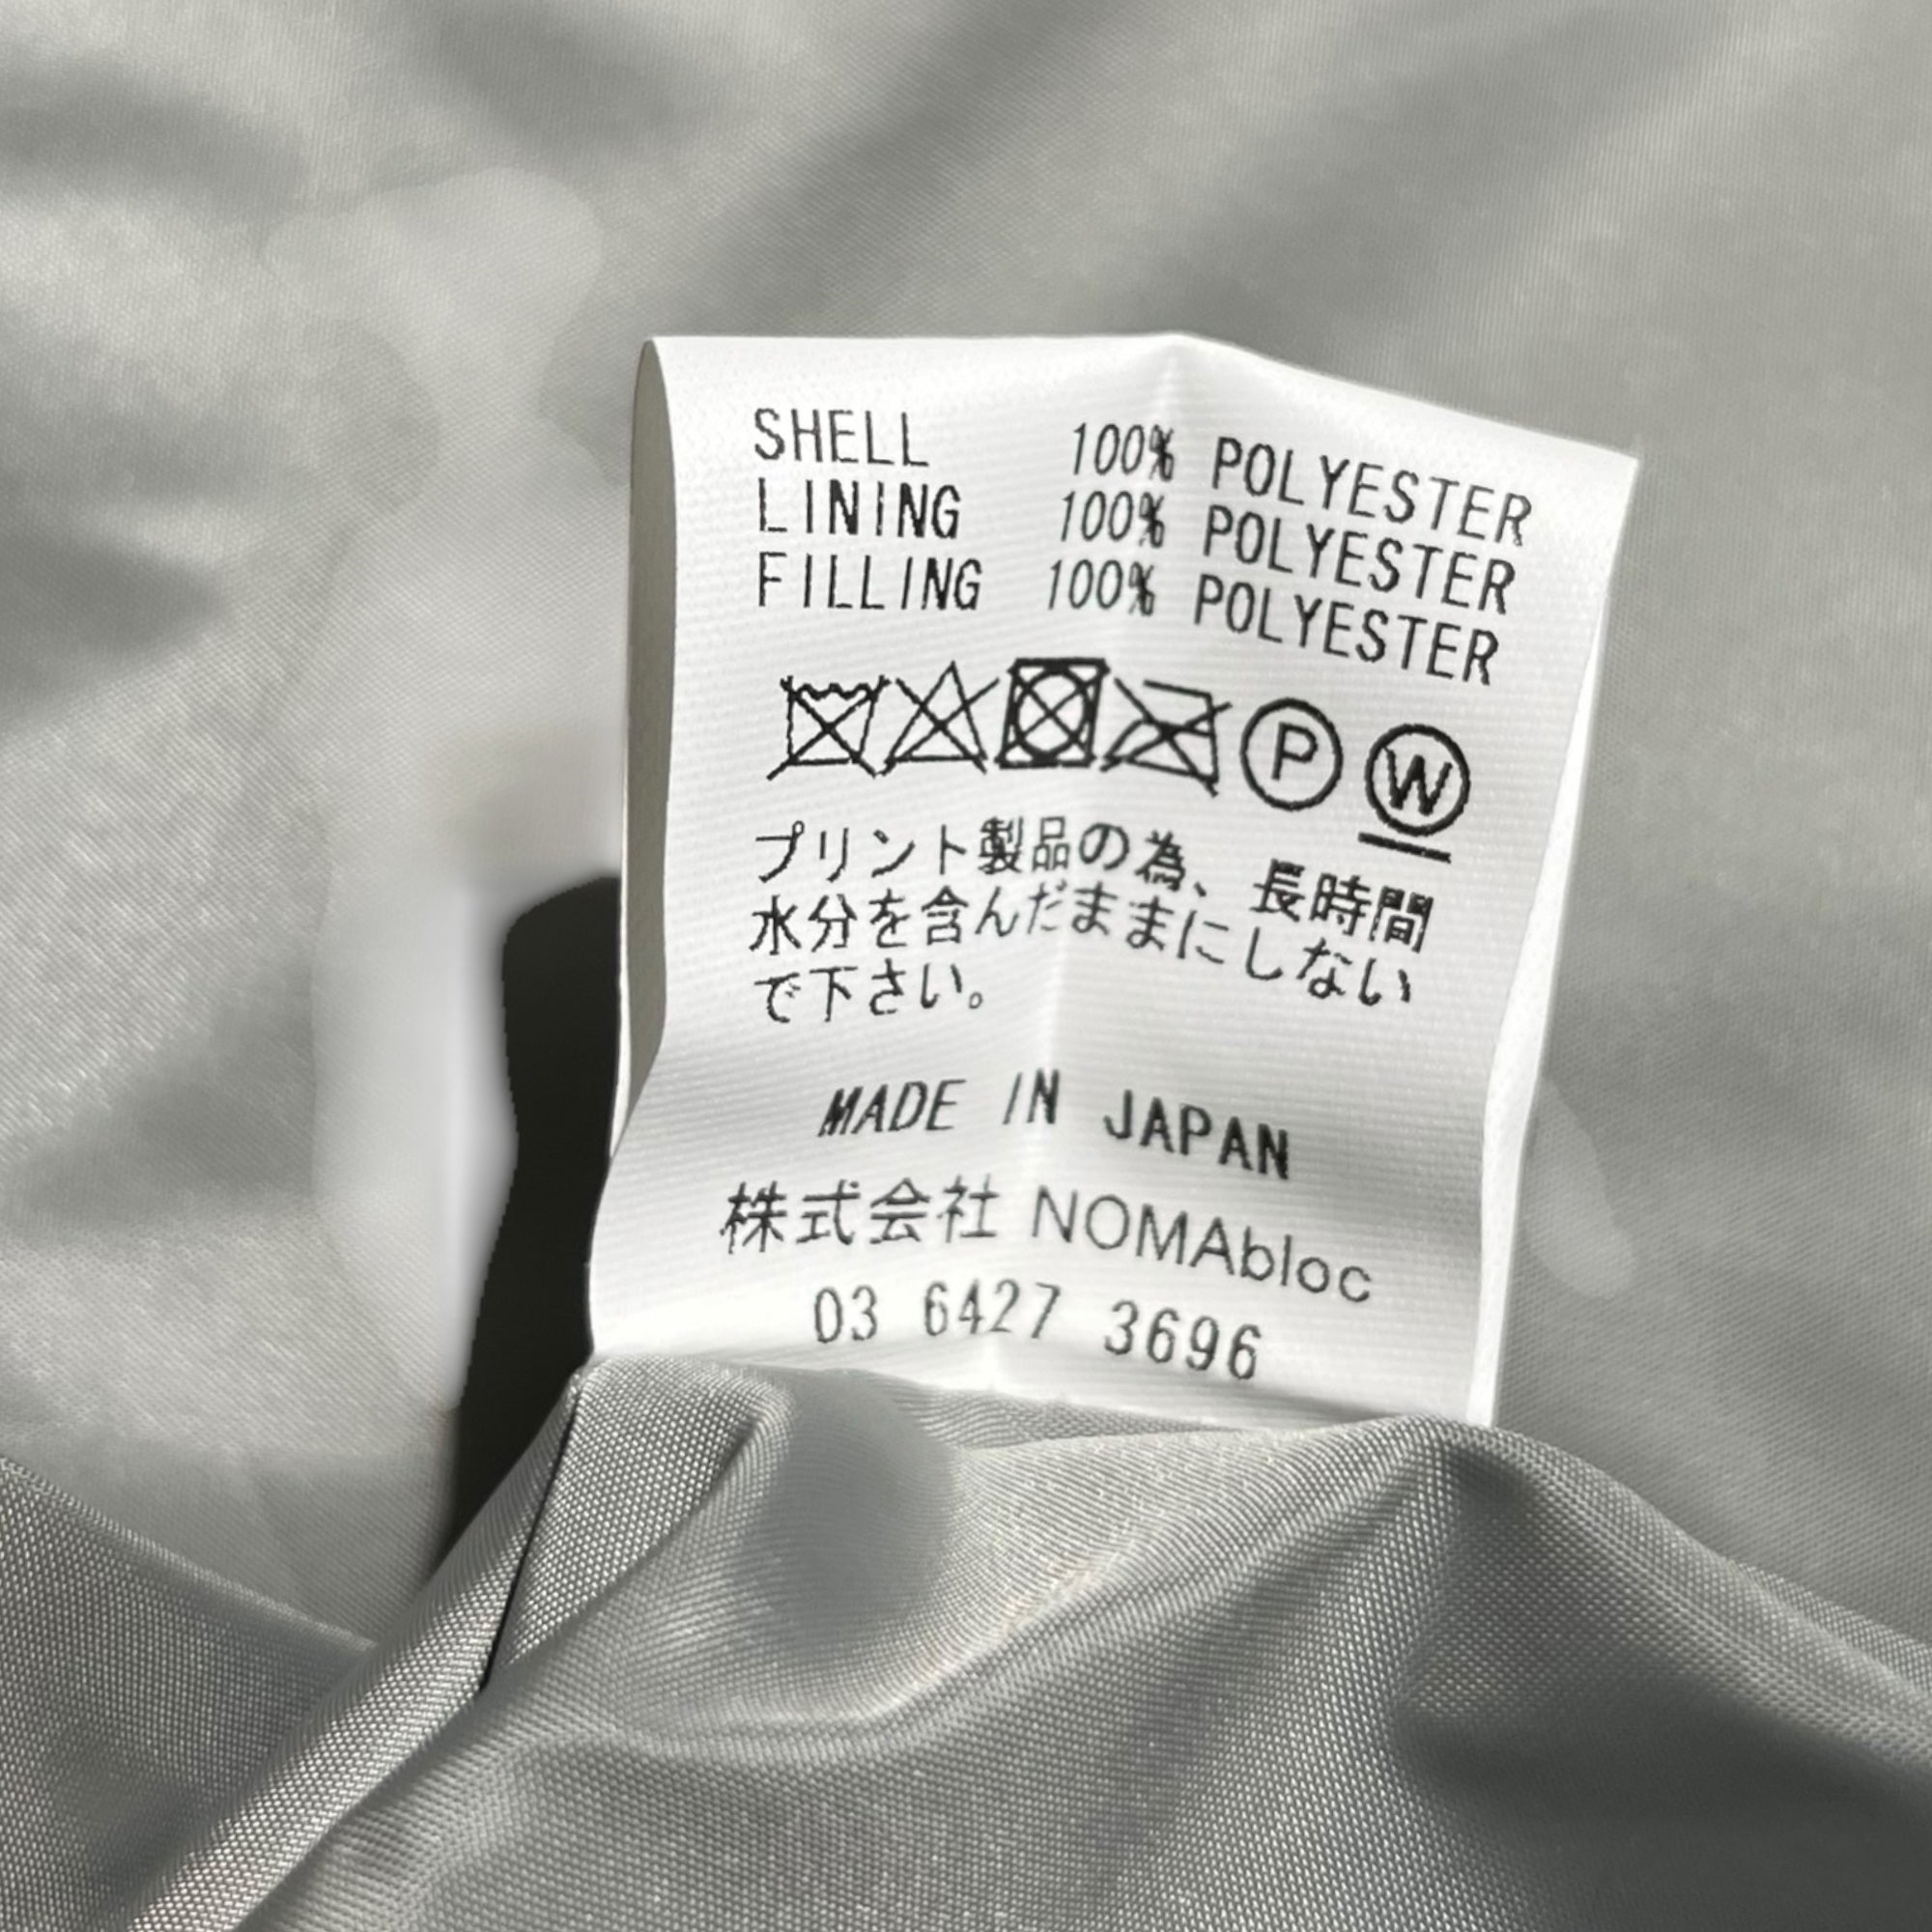 SHELL 100% POLYESTER
LINING 100% POLYESTER
FILLING 100% POLYESTER
P W
プリント製品の為、長時間
水分を含んだままにしない
で下さい。
MADE IN JAPAN
株式会社 NOMAbloc
03 6427 3696